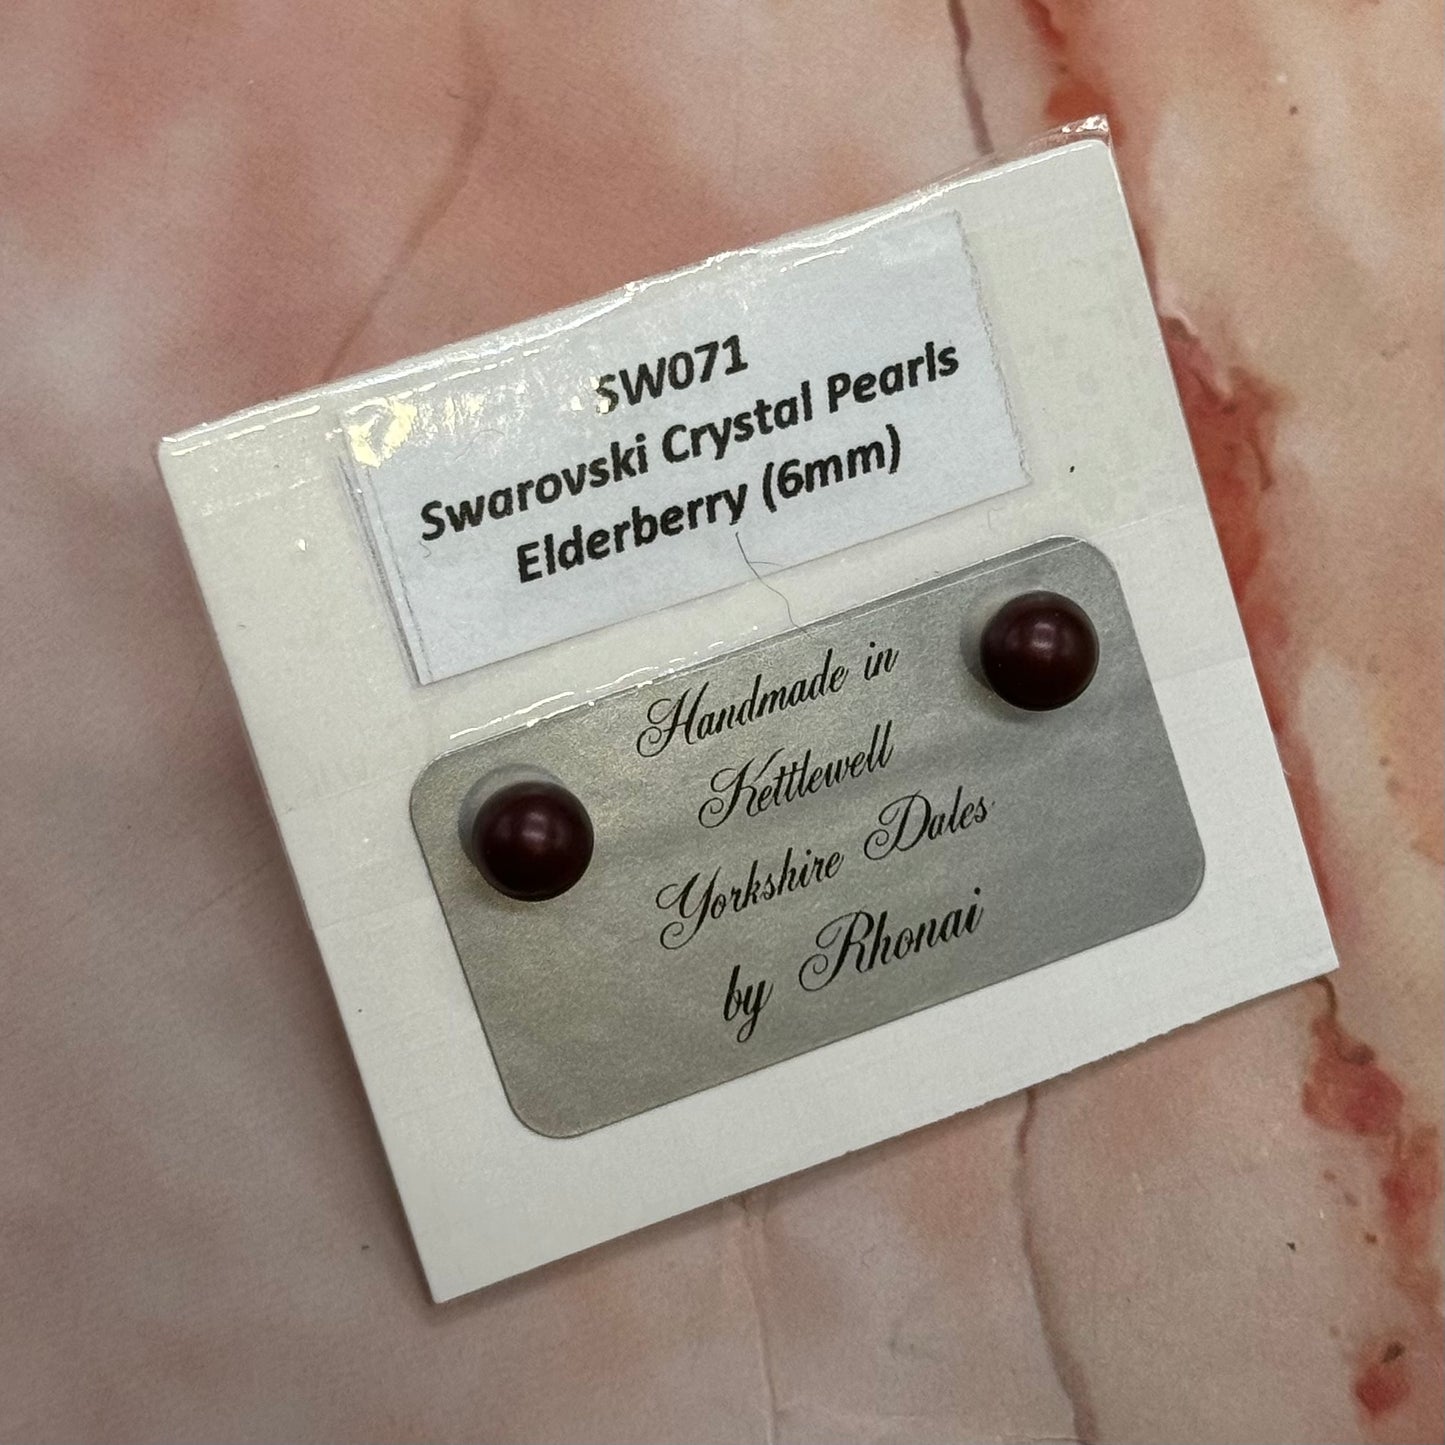 SW071
Swarovski Crystal Pearls
Elderberry (6mm)
Handmade in
Kettlewell
Yorkshire Dales
by Rhonai